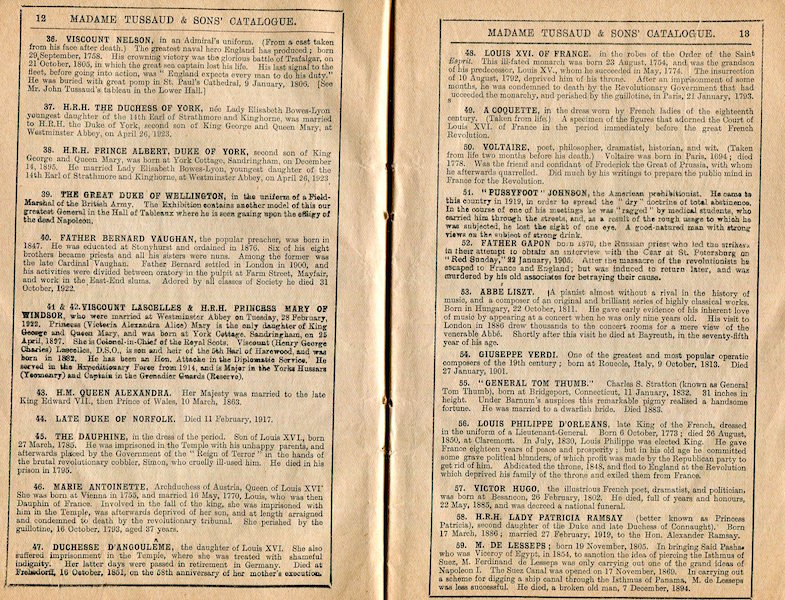 12 MADAME TUSSAUD & SONS' CATALOGUE.
36. VISCOUNT NELSON, in an Admiral's uniform. (From a cast taken
from his face after death.) The greatest naval hero England has produced; born
29 September, 1758. His crowning victory was the glorious battle of Trafalgar, on
21 October, 1805, in which the great sea captain lost his life. His last signal to the
fleet, before going into action, was " England expects every man to do his duty."
He was buried with great pomp in St. Paul's Cathedral, 9 January, 1806. [See
Mr. John Tussaud's tableau in the Lower Hall.]
37. H.R.H. THE DUCHESS OF YORK, née Lady Elisabeth Bowes-Lyon
youngest daughter of the 14th Earl of Strathmore and Kinghorne, was married
to H.R.H. the Duke of York, second son of King George and Queen Mary, at
Westminster Abbey, on April 26, 1923.
38. H.R.H. PRINCE ALBERT, DUKE OF YORK, second son of King
George and Queen Mary, was born at York Cottage, Sandringham, on December
14, 1895. He married Lady Elisabeth Bowes-Lyon, youngest daughter of the
14th Earl of Strathmore and Kinghorne, at Westminster Abbey, on April 26, 1923
39. THE GREAT DUKE OF WELLINGTON, in the uniform of a Field-
Marshal of the British Army. The Exhibition contains another model of this our
greatest General in the Hall of Tableaux where he is seen gazing upon the effigy of
the dead Napoleon.
40. FATHER BERNARD VAUGHAN, the popular preacher, was born in
1847. He was educated at Stonyhurst and ordained in 1876. Six of his eight
brothers became priests and all his sisters were nuns. Among the former was
the late Cardinal Vaughan. Father Bernard settled in London in 1900, and
his activities were divided between oratory in the pulpit at Farm Street, Mayfair,
and work in the East-End slums. Adored by all classes of Society he died 31
October, 1922.
41 & 42. VISCOUNT LASCELLES & H.R.H. PRINCESS MARY OF
WINDSOR, who were married at Westminster Abbey on Tuesday, 28 February,
1922. Princess (Victoria Alexandra Alice) Mary is the only daughter of King
George and Queen Mary, and was born at York Cottage, Sandringham, on 25
April, 1897. She is Colonel-in-Chief of the Royal Scots. Viscount (Henry George
Charles) Lascelles, D.S.O., is son and heir of the 5th Earl of Harewood, and was
born in 1882. He has been an Hon. Attache in the Diplomatic Service. He
served in the Expeditionary Force from 1914, and is Major in the Yorks Hussars
(Yeomanry) and Captain in the Grenadier Guards (Reserve).
43. H.M. QUEEN ALEXANDRA. Her Majesty was married to the late
King Edward VII., then Prince of Wales, 10 March, 1863.
44. LATE DUKE OF NORFOLK. Died 11 February, 1917.
45. THE DAUPHINE, in the dress of the period. Son of Louis XVI., born
27 March, 1785. He was imprisoned in the Temple with his unhappy parents, and
afterwards placed by the Government of the " Reign of Terror " in the hands of
the brutal revolutionary cobbler, Simon, who cruelly ill-used him. He died in his
prison in 1795.
46. MARIE ANTOINETTE, Archduchess of Austria, Queen of Louis XVI'
She was born at Vienna in 1755, and married 16 May, 1770, Louis, who was then
Dauphin of France. Involved in the fall of the king, she was imprisoned with
him in the Temple, was afterwards deprived of her son, and at length arraigned
and condemned to death by the revolutionary tribunal. She perished by the
guillotine, 16 October, 1793, aged 37 years.
47. DUCHESSE D'ANGOULÊME, the daughter of Louis XVI. She also
suffered imprisonment in the Temple, where she was treated with shameful
indignity. Her latter days were passed in retirement in Germany. Died at
16 October, 1851, on the 58th anniversary of her mother's execution.
MADAME TUSSAUD & SONS' CATALOGUE. 13
48. LOUIS XVI. OF FRANCE, in the robes of the Order of the Saint
Esprit. This ill-fated monarch was born 23 August, 1754, and was the grandson
of his predecessor, Louis XV., whom he succeeded in May, 1774. The insurrection
of 10 August, 1792, deprived him of his throne. After an imprisonment of some
months, he was condemned to death by the Revolutionary Government that had
succeeded the monarchy, and perished by the guillotine, in Paris, 21 January, 1793.
49. A COQUETTE, in the dress worn by French ladies of the eighteenth
century. (Taken from life.) A specimen of the figures that adorned the Court of
Louis XVI. of France in the period immediately before the great French
Revolution.
50. VOLTAIRE, poet, philosopher, dramatist, historian, and wit. (Taken
from life two months before his death.) Voltaire was born in Paris, 1694; died
1778. Was the friend and confidant of Frederick the Great of Prussia, with whom
he afterwards quarrelled. Did much by his writings to prepare the public mind in
France for the Revolution.
51. " PUSSYFOOT " JOHNSON, the American prohibitionist. He came to
this country in 1919, in order to spread the " dry " doctrine of total abstinence.
In the course of one of his meetings he was " ragged " by medical students, who
carried him through the streets, and, as a result of the rough usage to which he
was subjected, he lost the sight of one eye. A good-natured man with strong
views on the subject of strong drink.
52. FATHER GAPON born 1870, the Russian priest who led the strikers
in their attempt to obtain an interview with the Czar at St. Petersburg on
" Red Sunday," 22 January, 1905. After the massacre of the revolutionists he
escaped to France and England; but was induced to return later, and was
murdered by his old associates for betraying their cause.
53. ABBÉ LISZT. A pianist almost without a rival in the history of
music, and a composer of an original and brilliant series of highly classical works.
Born in Hungary, 22 October, 1811. He gave early evidence of his inherent love
of music by appearing at a concert when he was only nine years old. His visit to
London in 1886 drew thousands to the concert rooms for a mere view of the
venerable Abbé. Shortly after this visit he died at Bayreuth, in the seventy-fifth
year of his age.
54. GIUSEPPE VERDI. One of the greatest and most popular operatic
composers of the 19th century; born at Roucole, Italy, 9 October, 1813. Died
27 January, 1901.
55. "GENERAL TOM THUMB." Charles S. Stratton (known as General
Tom Thumb), born at Bridgeport, Connecticut, 11 January, 1832. 31 inches in
height. Under Barnum's auspices this remarkable pigmy realised a handsome
fortune. He was married to a dwarfish bride. Died 1883.
56. LOUIS PHILIPPE D'ORLEANS, late King of the French, dressed
in the uniform of a Lieutenant-General. Born 6 October, 1773; died 26 August,
1850, at Claremont. In July, 1830, Louis Philippe was elected King. He gave
France eighteen years of peace and prosperity; but in his old age he committed
some grave political blunders, of which profit was made by the Republican party to
get rid of him. Abdicated the throne, 1848, and fled to England at the Revolution
which deprived his family of the throne and exiled them from France.
57. VICTOR HUGO, the illustrious French poet, dramatist, and politician,
was born at Besancon, 26 February, 1802. He died, full of years and honours,
22 May, 1885, and was decreed a national funeral.
58. H.R.H. LADY PATRICIA RAMSAY (better known as Princess
Patricia), second daughter of the Duke and late Duchess of Connaught). Born
17 March, 1886; married 27 February, 1919, to the Hon. Alexander Ramsay.
59. M. DE LESSEPS; born 19 November, 1805. In bringing Said Pasha,
who was Viceroy of Egypt, in 1854, to sanction the idea of piercing the Isthmus of
Suez, M. Ferdinand de Lesseps was only carrying out one of the grand ideas of
Napoleon I. The Suez Canal was opened on 17 November, 1869. In carrying out
a scheme for digging a ship canal through the Isthmus of Panama, M. de Lesseps
was less successful. He died, a broken old man, 7 December, 1894.